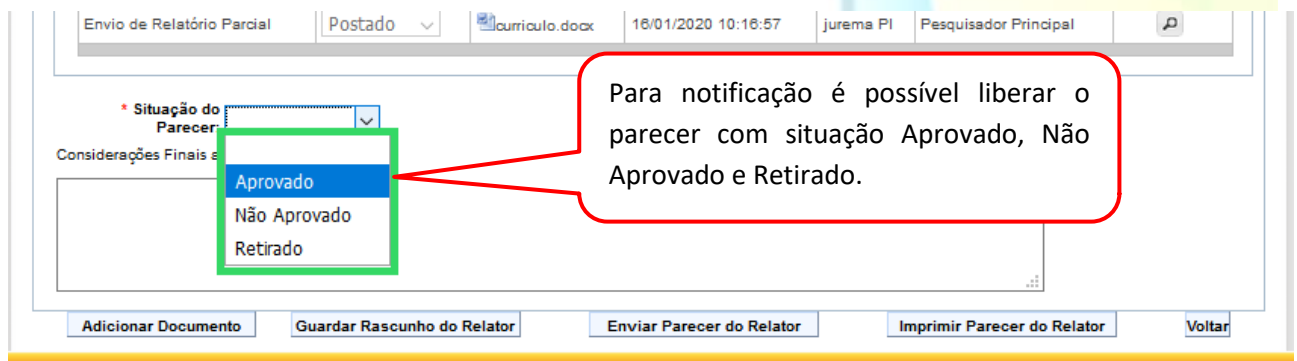 Envio de Relatório Parcial Postado curriculo.docx 16/01/2020 10:16:57 jurema PI Pesquisador Principal
Para notificação é possível liberar o
parecer com situação Aprovado, Não
Aprovado e Retirado.
* Situação do
Parecer:
Considerações Finais a
Aprovado
Não Aprovado
Retirado
Adicionar Documento Guardar Rascunho do Relator Enviar Parecer do Relator Imprimir Parecer do Relator Voltar